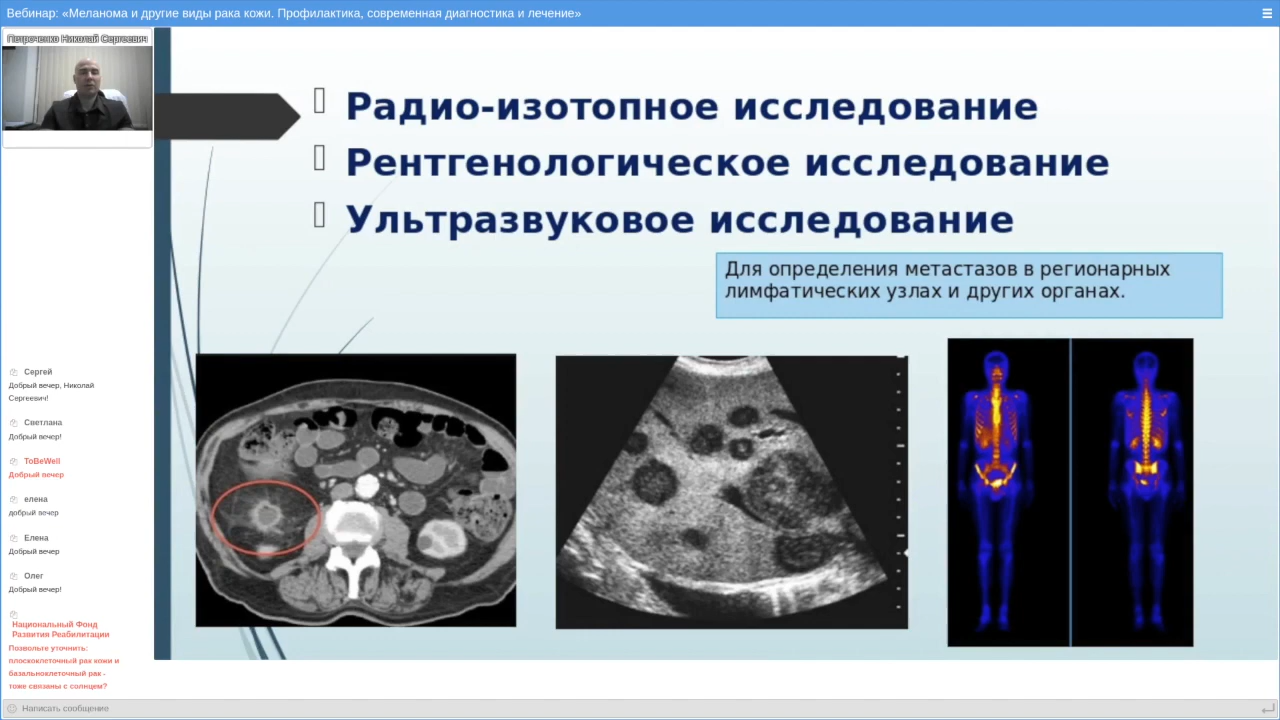 Вебинар: «Меланома и другие виды рака кожи. Профилактика, современная диагностика и лечение»
Петроченко Николай Сергеевич
Радио-изотопное исследование
Рентгенологическое исследование
Ультразвуковое исследование
Для определения метастазов в регионарных
лимфатических узлах и других органах.
Сергей
Добрый вечер, Николай
Сергеевич!
Светлана
Добрый вечер!
ToBeWell
Добрый вечер
елена
добрый вечер
Елена
Добрый вечер
Олег
Добрый вечер!
Национальный Фонд
Развития Реабилитации
Позвольте уточнить:
плоскоклеточный рак кожи и
базальноклеточный рак -
тоже связаны с солнцем?
Написать сообщение